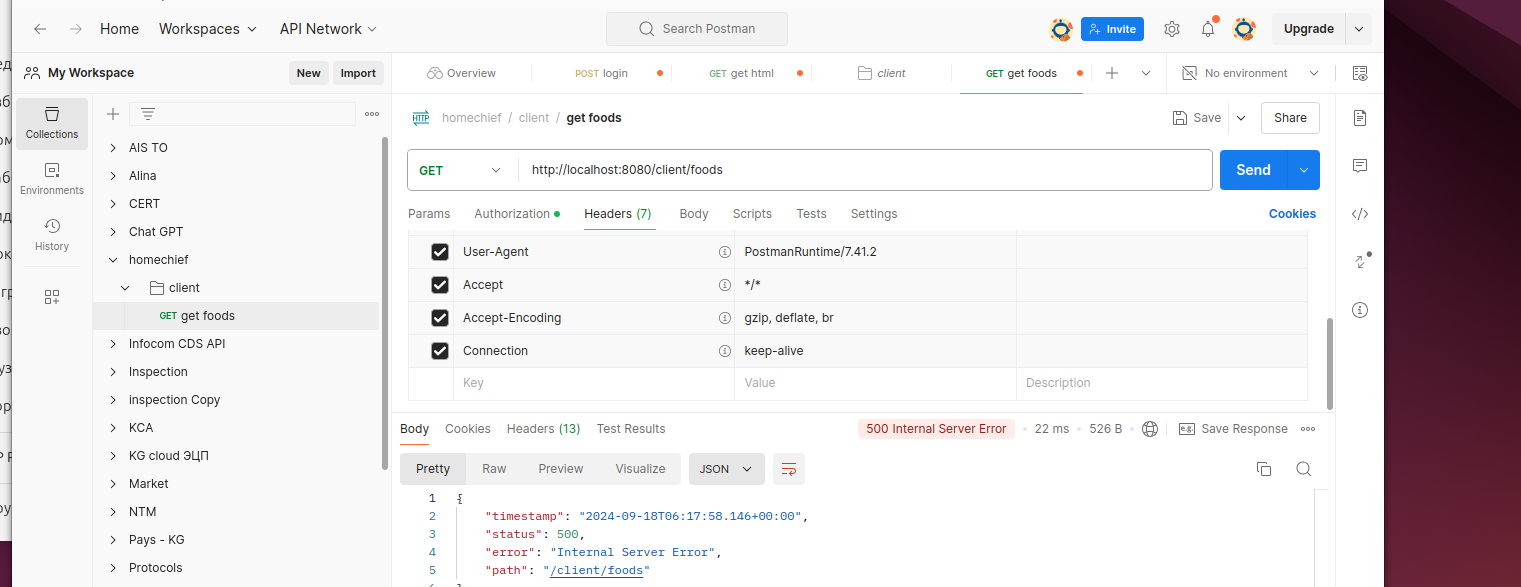 Home Workspaces API Network Search Postman Invite Upgrade
My Workspace New Import Overview POST login GET get html client GET get foods No environment
Collections
Environments
History
AIS TO
Alina
CERT
Chat GPT
homechief
client
GET get foods
Infocom CDS API
Inspection
inspection Copy
KCA
KG cloud ЭЦП
Market
NTM
Pays - KG
Protocols
HTTP homechief / client / get foods Save Share
GET http://localhost:8080/client/foods Send
Params Authorization Headers (7) Body Scripts Tests Settings Cookies
User-Agent PostmanRuntime/7.41.2
Accept */*
Accept-Encoding gzip, deflate, br
Connection keep-alive
Key Value Description
Body Cookies Headers (13) Test Results 500 Internal Server Error 22 ms 526 B e.g. Save Response
Pretty Raw Preview Visualize JSON
1 {
2 "timestamp": "2024-09-18T06:17:58.146+00:00",
3 "status": 500,
4 "error": "Internal Server Error",
5 "path": "/client/foods"